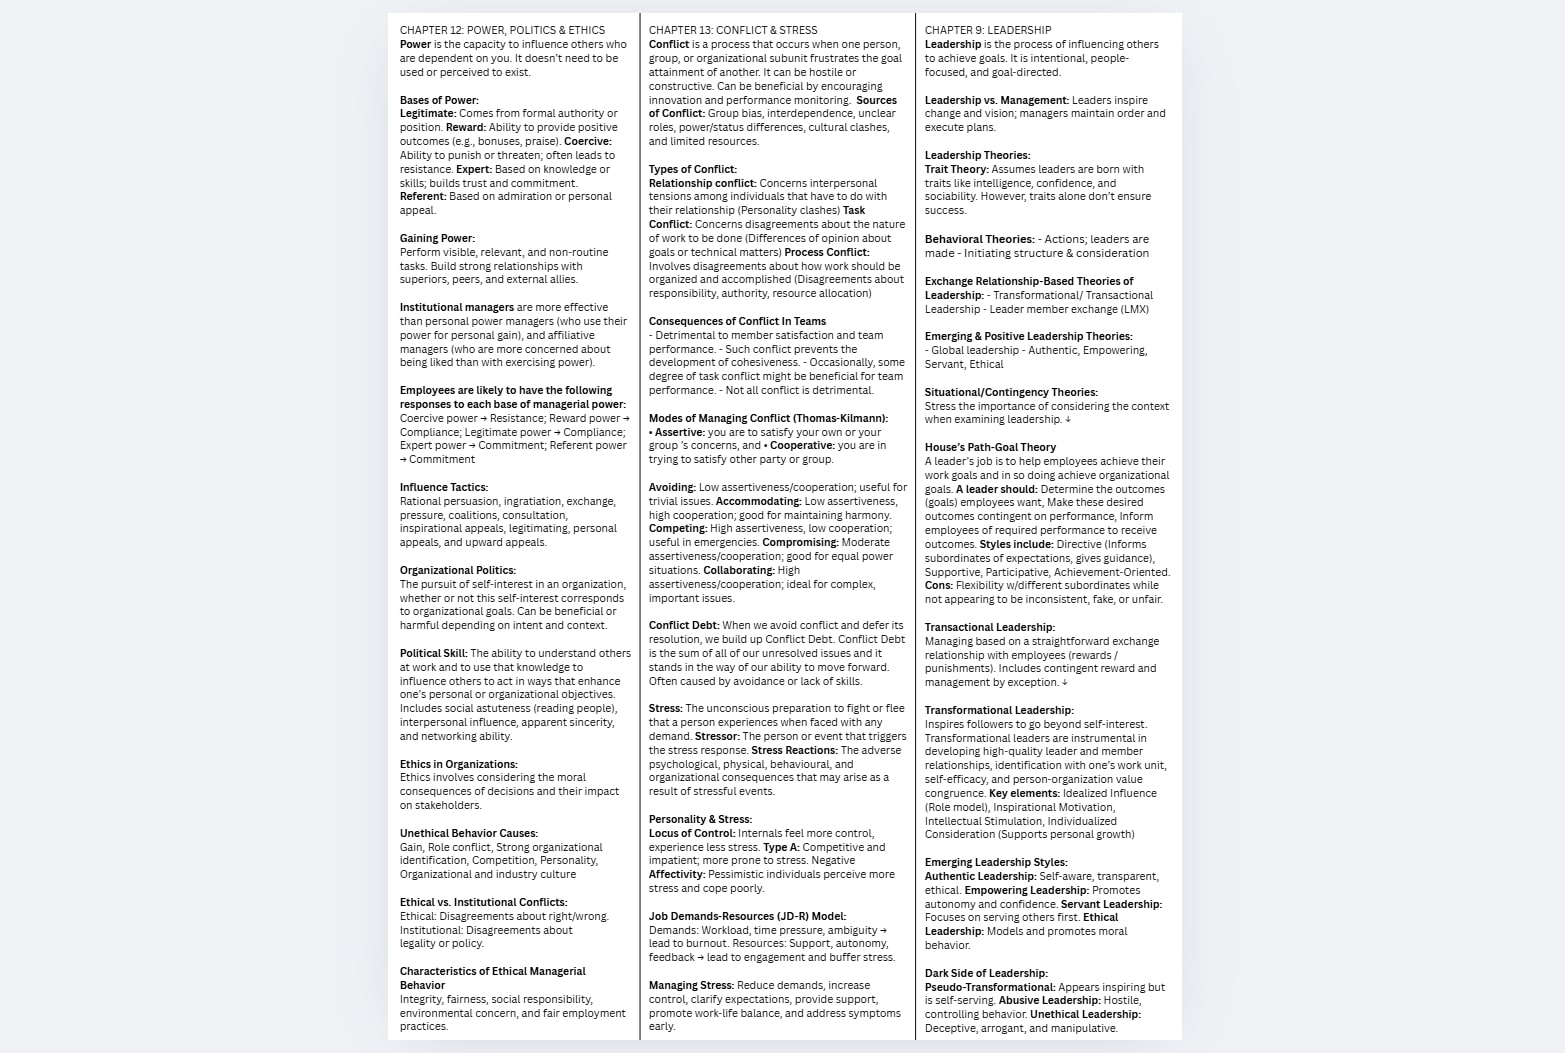 CHAPTER 12: POWER, POLITICS & ETHICS
Power is the capacity to influence others who
are dependent on you. It doesn't need to be
used or perceived to exist.
Bases of Power:
Legitimate: Comes from formal authority or
position. Reward: Ability to provide positive
outcomes (e.g., bonuses, praise). Coercive:
Ability to punish or threaten; often leads to
resistance. Expert: Based on knowledge or
skills; builds trust and commitment.
Referent: Based on admiration or personal
appeal.
Gaining Power:
Perform visible, relevant, and non-routine
tasks. Build strong relationships with
superiors, peers, and external allies.
Institutional managers are more effective
than personal power managers (who use their
power for personal gain), and affiliative
managers (who are more concerned about
being liked than with exercising power).
Employees are likely to have the following
responses to each base of managerial power:
Coercive power → Resistance; Reward power →
Compliance; Legitimate power → Compliance;
Expert power → Commitment; Referent power
→ Commitment
Influence Tactics:
Rational persuasion, ingratiation, exchange,
pressure, coalitions, consultation,
inspirational appeals, legitimating, personal
appeals, and upward appeals.
Organizational Politics:
The pursuit of self-interest in an organization,
whether or not this self-interest corresponds
to organizational goals. Can be beneficial or
harmful depending on intent and context.
Political Skill: The ability to understand others
at work and to use that knowledge to
influence others to act in ways that enhance
one's personal or organizational objectives.
Includes social astuteness (reading people),
interpersonal influence, apparent sincerity,
and networking ability.
Ethics in Organizations:
Ethics involves considering the moral
consequences of decisions and their impact
on stakeholders.
Unethical Behavior Causes:
Gain, Role conflict, Strong organizational
identification, Competition, Personality,
Organizational and industry culture
Ethical vs. Institutional Conflicts:
Ethical: Disagreements about right/wrong.
Institutional: Disagreements about
legality or policy.
Characteristics of Ethical Managerial
Behavior
Integrity, fairness, social responsibility,
environmental concern, and fair employment
practices.
CHAPTER 13: CONFLICT & STRESS
Conflict is a process that occurs when one person,
group, or organizational subunit frustrates the goal
attainment of another. It can be hostile or
constructive. Can be beneficial by encouraging
innovation and performance monitoring. Sources
of Conflict: Group bias, interdependence, unclear
roles, power/status differences, cultural clashes,
and limited resources.
Types of Conflict:
Relationship conflict: Concerns interpersonal
tensions among individuals that have to do with
their relationship (Personality clashes) Task
Conflict: Concerns disagreements about the nature
of work to be done (Differences of opinion about
goals or technical matters) Process Conflict:
Involves disagreements about how work should be
organized and accomplished (Disagreements about
responsibility, authority, resource allocation)
Consequences of Conflict In Teams
- Detrimental to member satisfaction and team
performance. - Such conflict prevents the
development of cohesiveness. - Occasionally, some
degree of task conflict might be beneficial for team
performance. - Not all conflict is detrimental.
Modes of Managing Conflict (Thomas-Kilmann):
• Assertive: you are to satisfy your own or your
group 's concerns, and • Cooperative: you are in
trying to satisfy other party or group.
Avoiding: Low assertiveness/cooperation; useful for
trivial issues. Accommodating: Low assertiveness,
high cooperation; good for maintaining harmony.
Competing: High assertiveness, low cooperation;
useful in emergencies. Compromising: Moderate
assertiveness/cooperation; good for equal power
situations. Collaborating: High
assertiveness/cooperation; ideal for complex,
important issues.
Conflict Debt: When we avoid conflict and defer its
resolution, we build up Conflict Debt. Conflict Debt
is the sum of all of our unresolved issues and it
stands in the way of our ability to move forward.
Often caused by avoidance or lack of skills.
Stress: The unconscious preparation to fight or flee
that a person experiences when faced with any
demand. Stressor: The person or event that triggers
the stress response. Stress Reactions: The adverse
psychological, physical, behavioural, and
organizational consequences that may arise as a
result of stressful events.
Personality & Stress:
Locus of Control: Internals feel more control,
experience less stress. Type A: Competitive and
impatient; more prone to stress. Negative
Affectivity: Pessimistic individuals perceive more
stress and cope poorly.
Job Demands-Resources (JD-R) Model:
Demands: Workload, time pressure, ambiguity →
lead to burnout. Resources: Support, autonomy,
feedback → lead to engagement and buffer stress.
Managing Stress: Reduce demands, increase
control, clarify expectations, provide support,
promote work-life balance, and address symptoms
early.
CHAPTER 9: LEADERSHIP
Leadership is the process of influencing others
to achieve goals. It is intentional, people-
focused, and goal-directed.
Leadership vs. Management: Leaders inspire
change and vision; managers maintain order and
execute plans.
Leadership Theories:
Trait Theory: Assumes leaders are born with
traits like intelligence, confidence, and
sociability. However, traits alone don't ensure
success.
Behavioral Theories: - Actions; leaders are
made - Initiating structure & consideration
Exchange Relationship-Based Theories of
Leadership: - Transformational/ Transactional
Leadership - Leader member exchange (LMX)
Emerging & Positive Leadership Theories:
- Global leadership - Authentic, Empowering,
Servant, Ethical
Situational/Contingency Theories:
Stress the importance of considering the context
when examining leadership. ↓
House's Path-Goal Theory
A leader's job is to help employees achieve their
work goals and in so doing achieve organizational
goals. A leader should: Determine the outcomes
(goals) employees want, Make these desired
outcomes contingent on performance, Inform
employees of required performance to receive
outcomes. Styles include: Directive (Informs
subordinates of expectations, gives guidance),
Supportive, Participative, Achievement-Oriented.
Cons: Flexibility w/different subordinates while
not appearing to be inconsistent, fake, or unfair.
Transactional Leadership:
Managing based on a straightforward exchange
relationship with employees (rewards /
punishments). Includes contingent reward and
management by exception. ↓
Transformational Leadership:
Inspires followers to go beyond self-interest.
Transformational leaders are instrumental in
developing high-quality leader and member
relationships, identification with one's work unit,
self-efficacy, and person-organization value
congruence. Key elements: Idealized Influence
(Role model), Inspirational Motivation,
Intellectual Stimulation, Individualized
Consideration (Supports personal growth)
Emerging Leadership Styles:
Authentic Leadership: Self-aware, transparent,
ethical. Empowering Leadership: Promotes
autonomy and confidence. Servant Leadership:
Focuses on serving others first. Ethical
Leadership: Models and promotes moral
behavior.
Dark Side of Leadership:
Pseudo-Transformational: Appears inspiring but
is self-serving. Abusive Leadership: Hostile,
controlling behavior. Unethical Leadership:
Deceptive, arrogant, and manipulative.